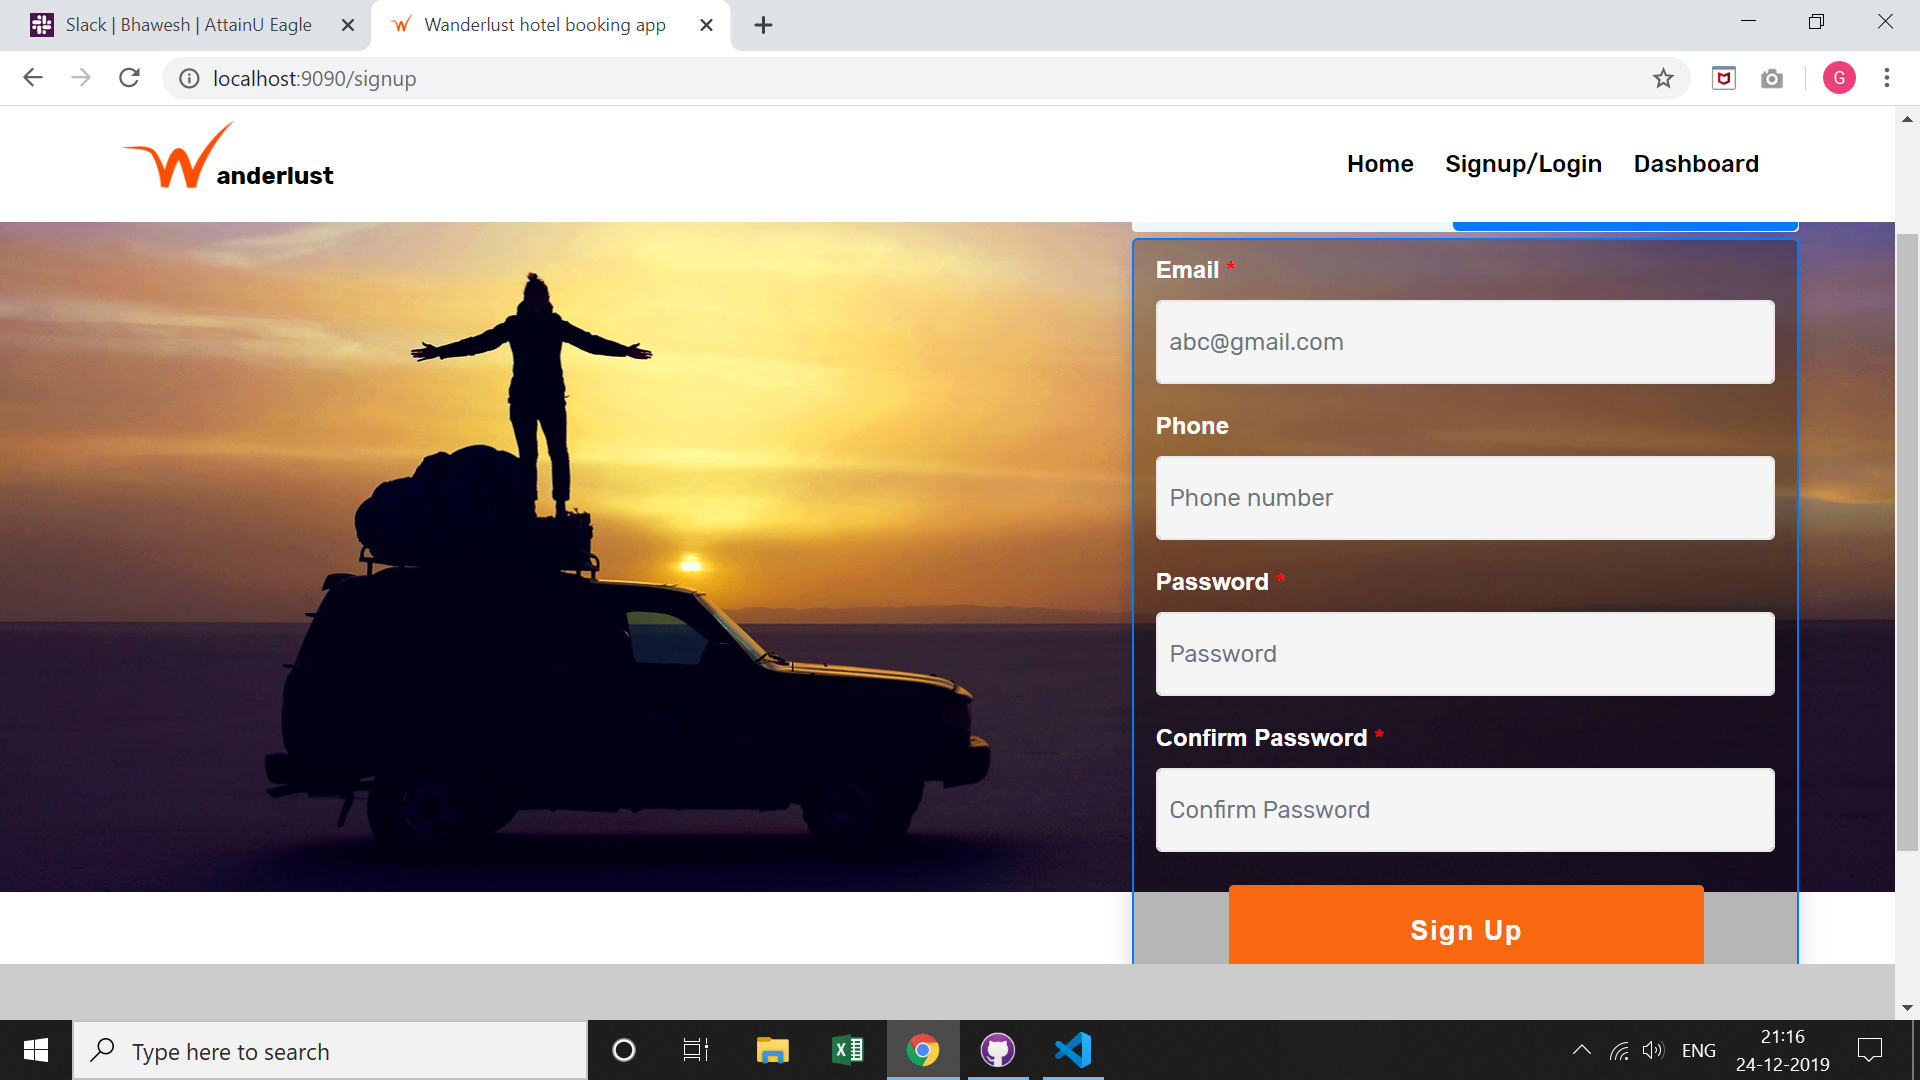 Slack | Bhawesh | AttainU Eagle
Wanderlust hotel booking app
localhost:9090/signup
G
Wanderlust
Home Signup/Login Dashboard
Email *
abc@gmail.com
Phone
Phone number
Password *
Password
Confirm Password *
Confirm Password
Sign Up
Type here to search
ENG
21:16
24-12-2019